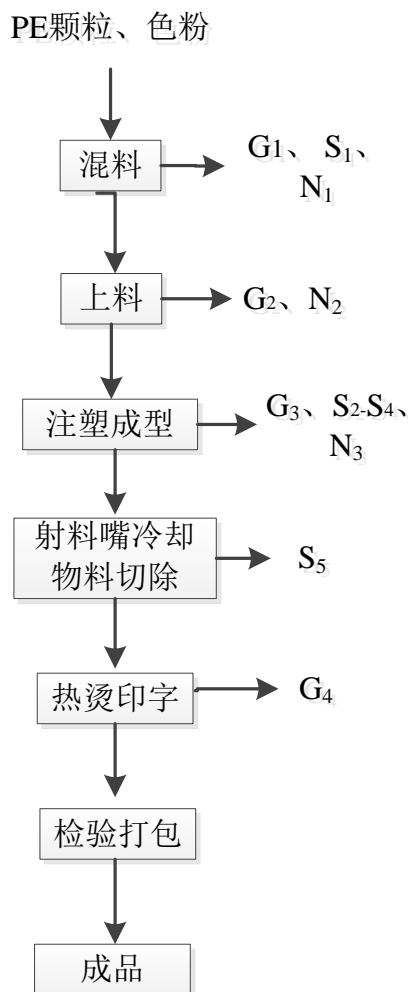 PE颗粒、色粉
混料
G1、 S1、
N1
上料
G2、N2
注塑成型
G3、S2-S4、
N3
射料嘴冷却
物料切除
S5
热烫印字
G4
检验打包
成品